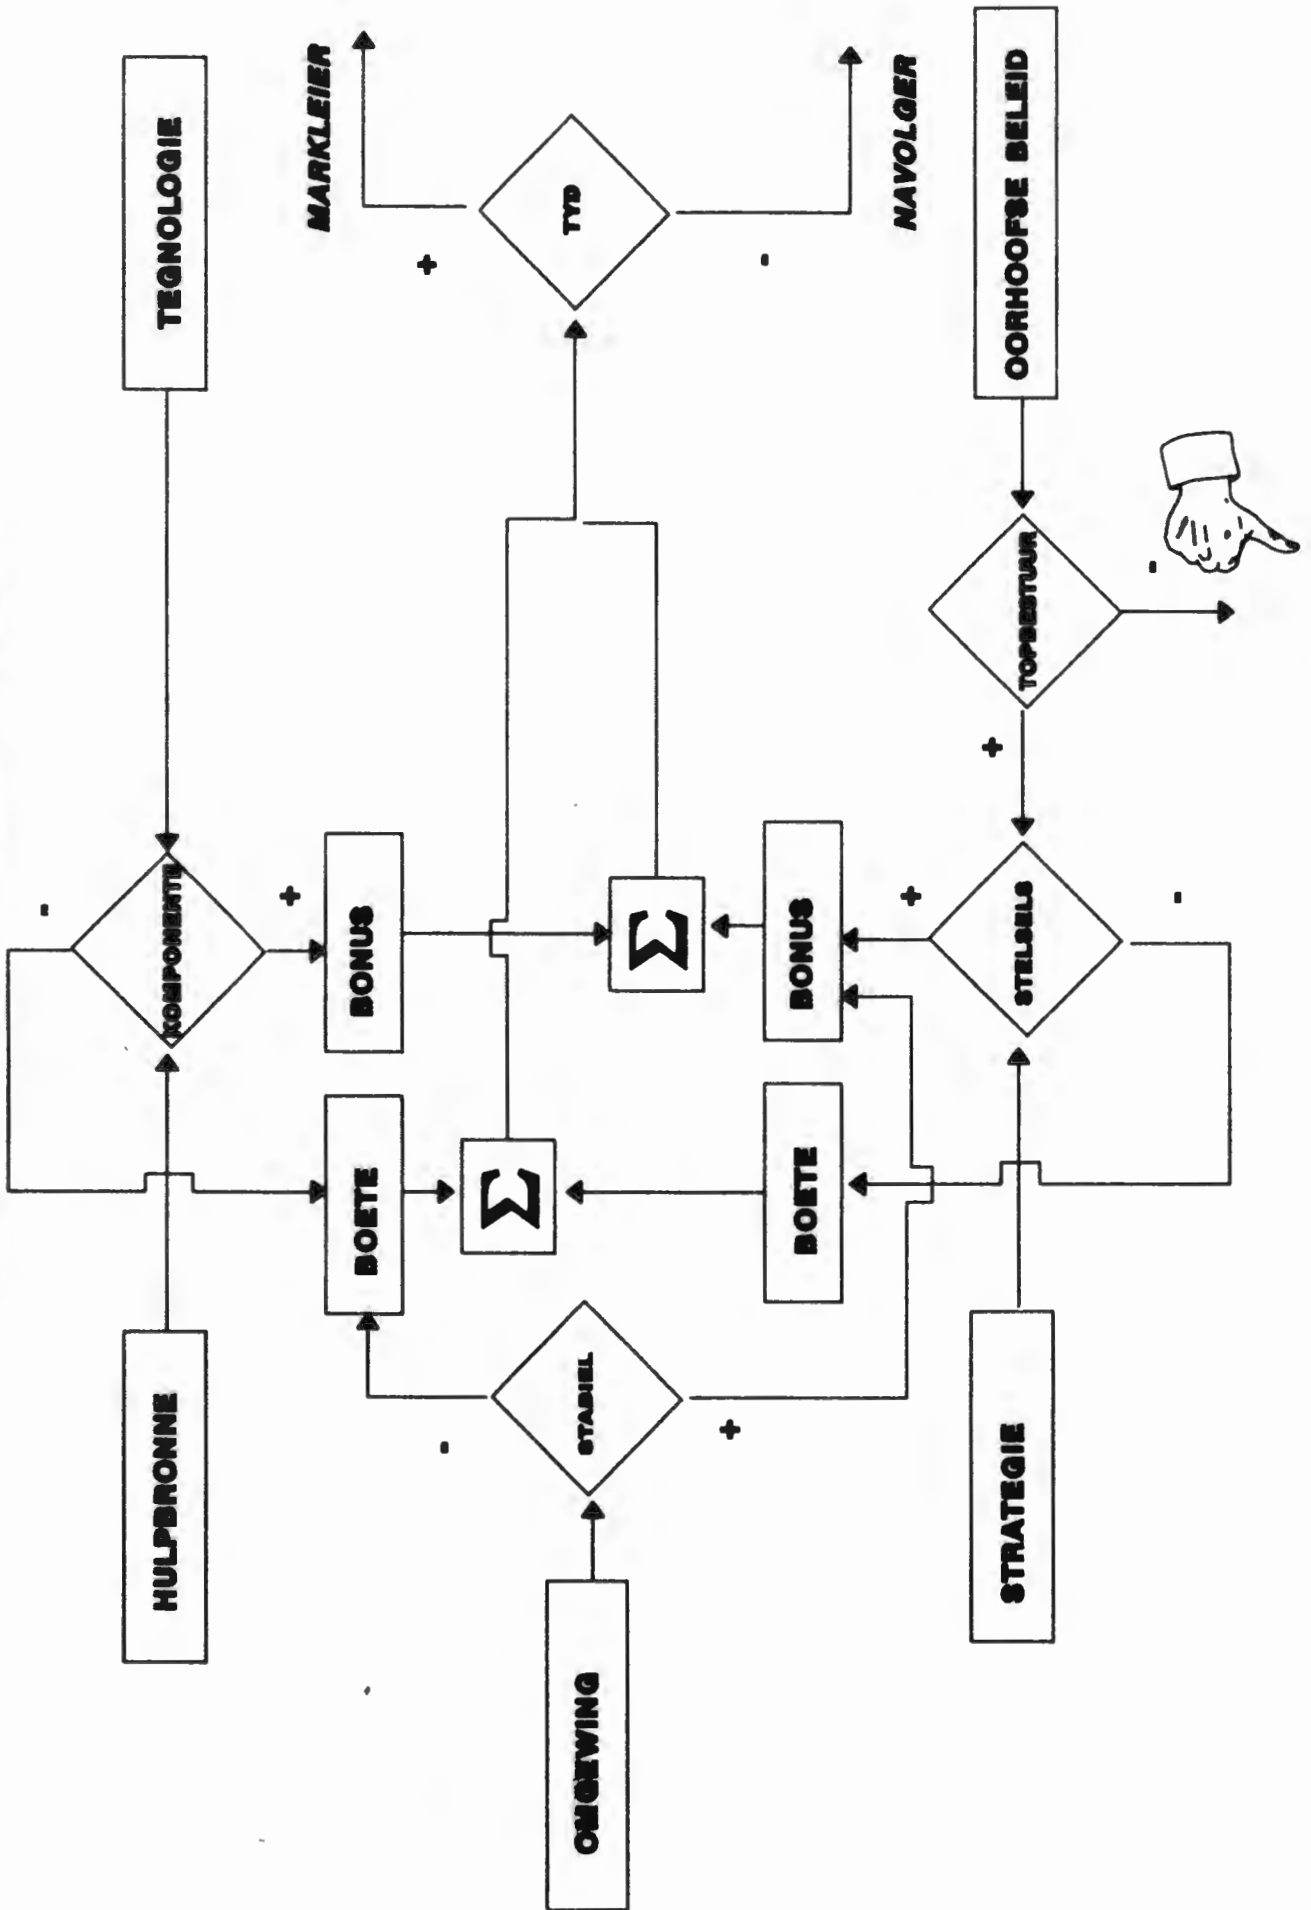 -
HULPBRONNE
KOMPONENTE
TEGNOLOGIE
+
MARKLEIER
BOETE
BONUS
+
-
Σ
OMGEWING
STABIEL
TYD
Σ
+
-
BOETE
BONUS
NAVOLGER
+
+
STRATEGIE
STELSELS
TOPBESTUUR
OORHOOFSE BELEID
-
-